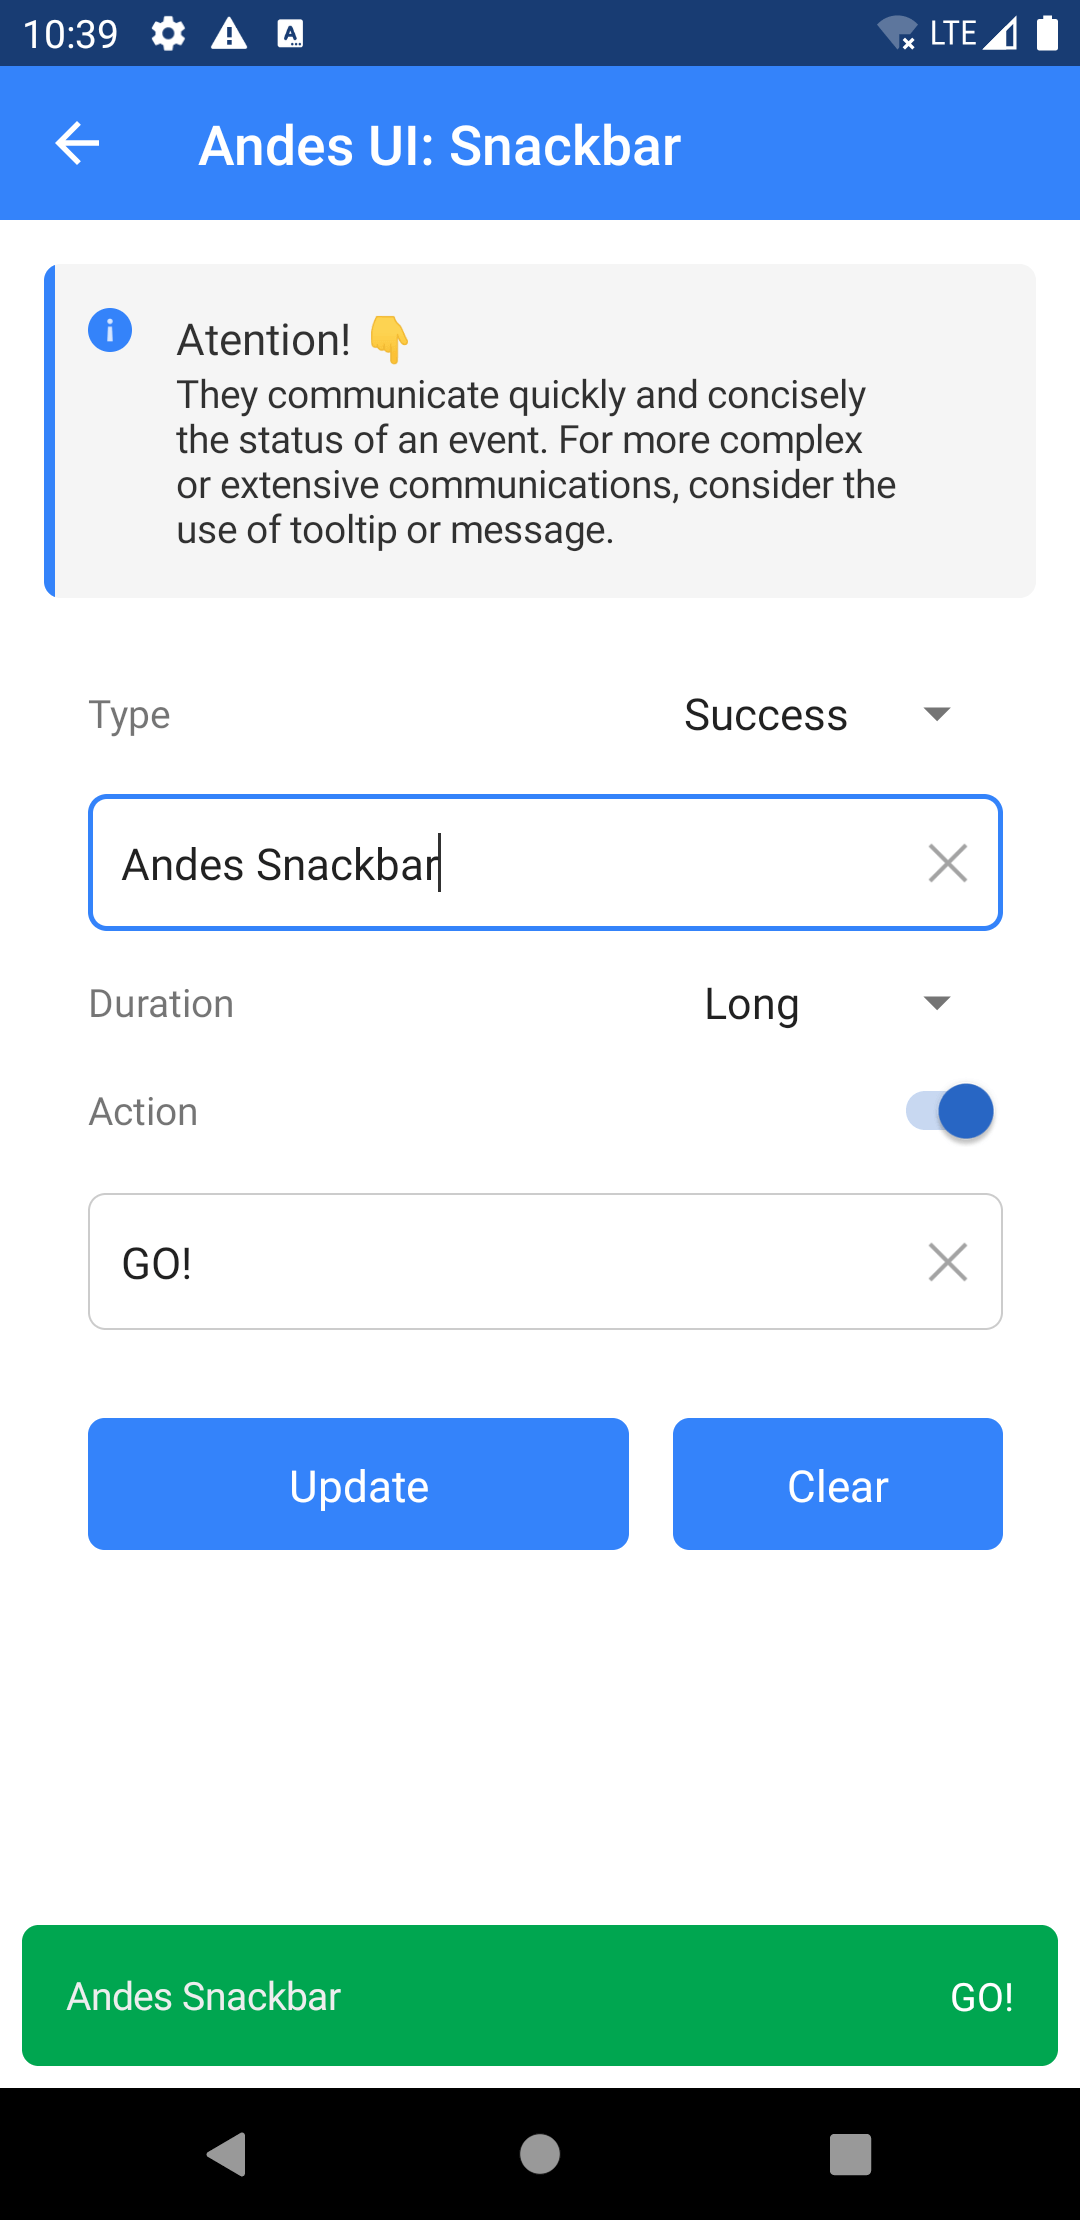 10:39
LTE
Andes UI: Snackbar
Atention! 👇
They communicate quickly and concisely
the status of an event. For more complex
or extensive communications, consider the
use of tooltip or message.
Type
Success
Andes Snackbar
Duration
Long
Action
GO!
Update
Clear
Andes Snackbar
GO!